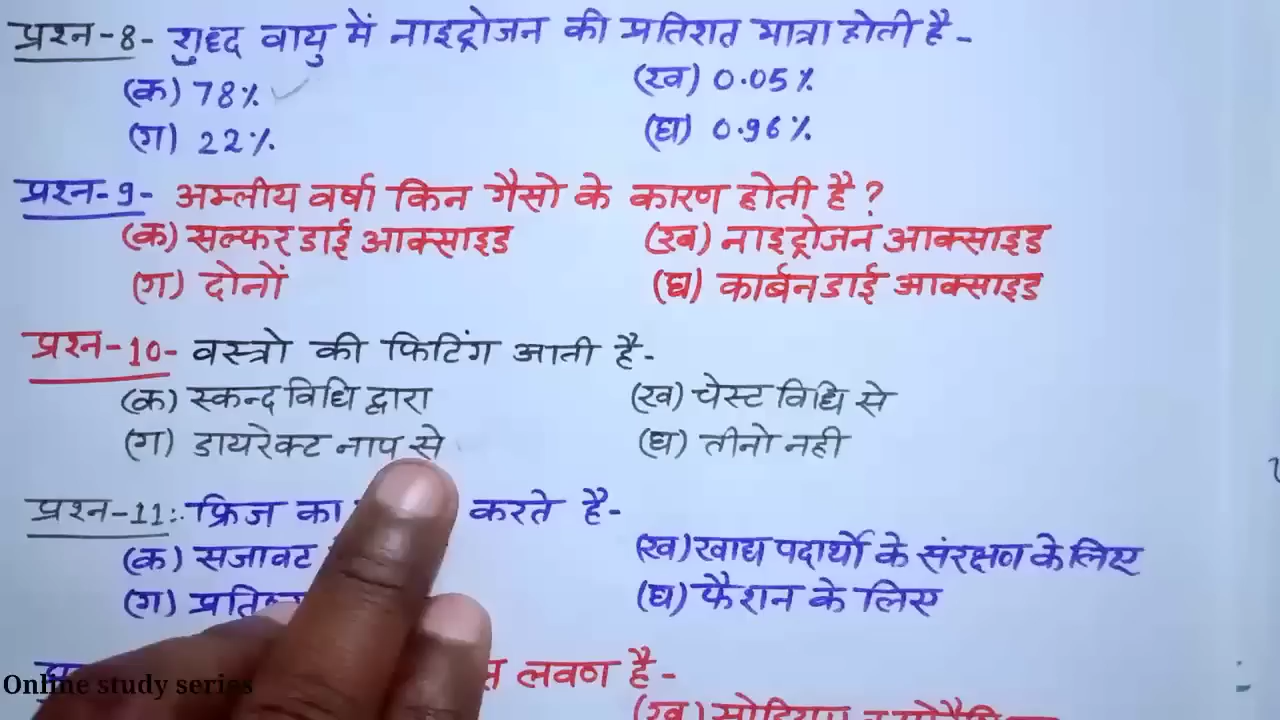 प्रश्न-8- शुध्द वायु में नाइट्रोजन की प्रतिशत मात्रा होती है -
(क) 78% (ख) 0.05%
(ग) 22% (घ) 0.96%
प्रश्न-9- अम्लीय वर्षा किन गैसो के कारण होती है ?
(क) सल्फर डाई आक्साइड (ख) नाइट्रोजन आक्साइड
(ग) दोनों (घ) कार्बन डाई आक्साइड
प्रश्न-10- वस्त्रो की फिटिंग आती है-
(क) स्कन्द विधि द्वारा (ख) चेस्ट विधि से
(ग) डायरेक्ट नाप से (घ) तीनो नही
प्रश्न-11:- फ्रिज का करते है-
(क) सजावट (ख) खाद्य पदार्थो के संरक्षण के लिए
(ग) (घ) फैशन के लिए
लवण है-
(ख) सोडियम
Online study series